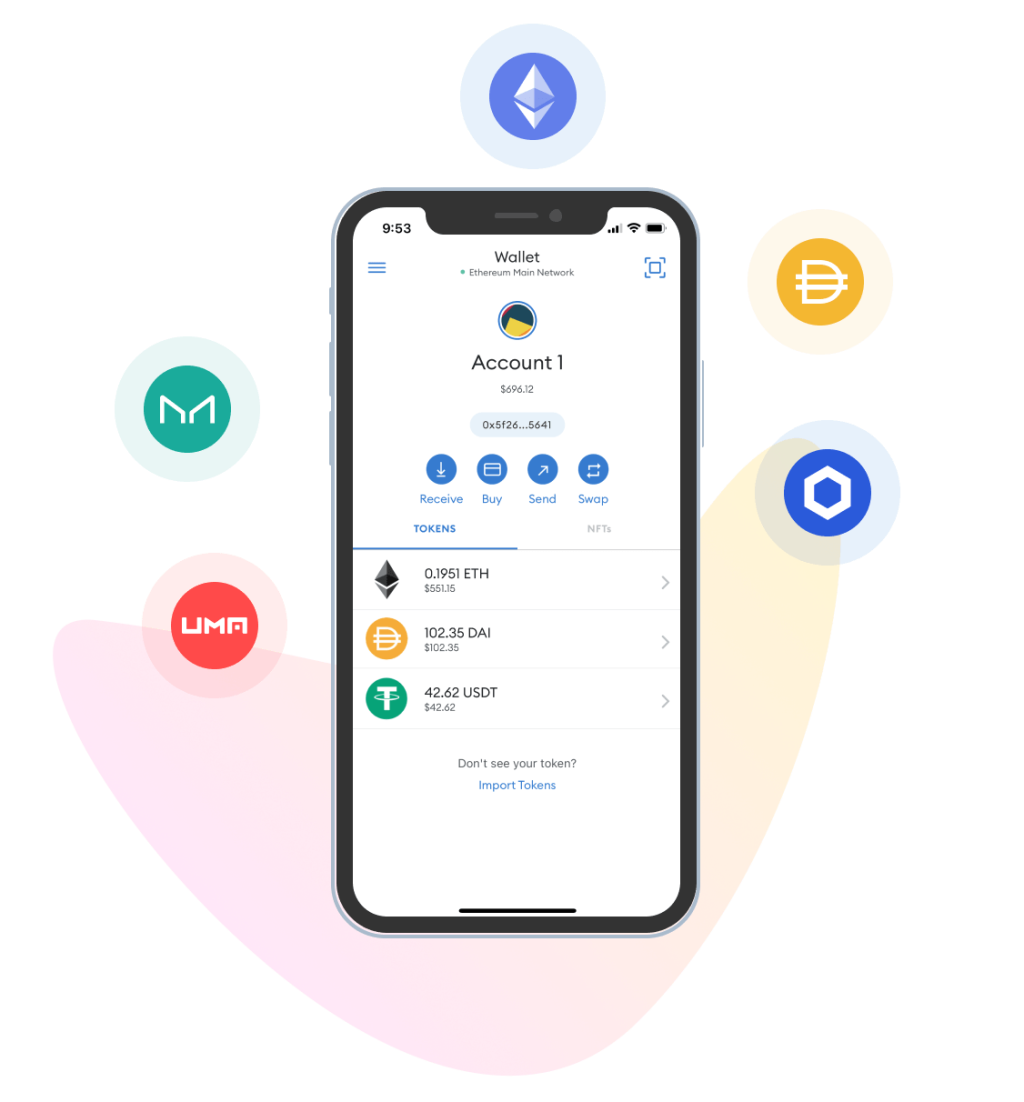 9:53
Wallet
Ethereum Main Network
Account 1
$696.12
0x5f26...5641
Receive Buy Send Swap
TOKENS NFTs
0.1951 ETH
$551.15
102.35 DAI
$102.35
UMA
42.62 USDT
$42.62
Don't see your token?
Import Tokens